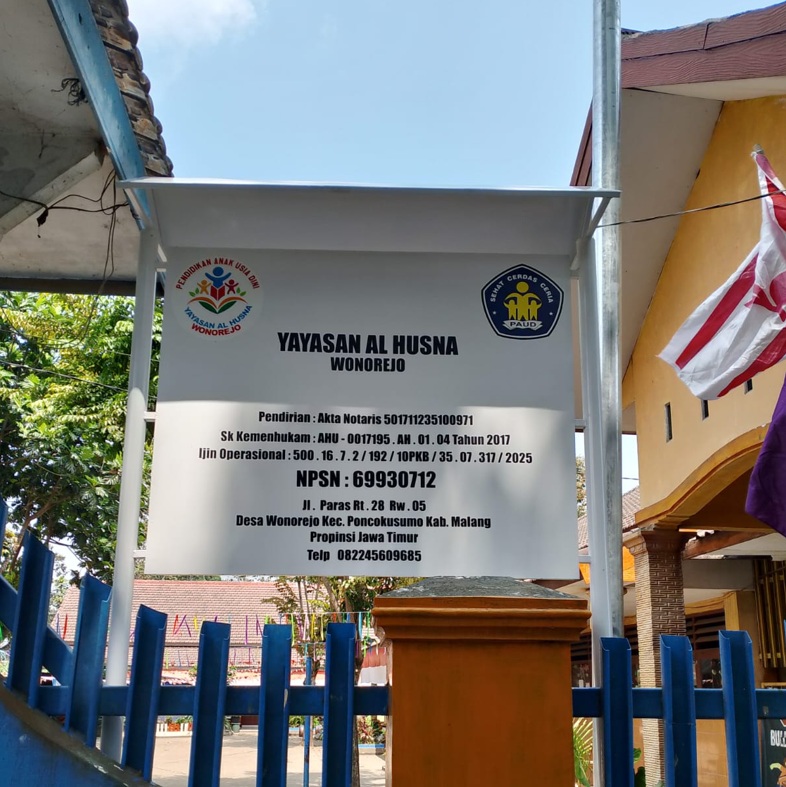 PENDIDIKAN ANAK USIA DINI
YAYASAN AL HUSNA
WONOREJO
SEHAT CERDAS CERIA
PAUD
YAYASAN AL HUSNA
WONOREJO
Pendirian : Akta Notaris 501711235100971
Sk Kemenhukam : AHU - 0017195 . AH . 01 . 04 Tahun 2017
Ijin Operasional : 500 . 16 . 7 . 2 / 192 / 10PKB / 35 . 07 . 317 / 2025
NPSN : 69930712
Jl . Paras Rt . 28 Rw . 05
Desa Wonorejo Kec. Poncokusumo Kab. Malang
Propinsi Jawa Timur
Telp 082245609685